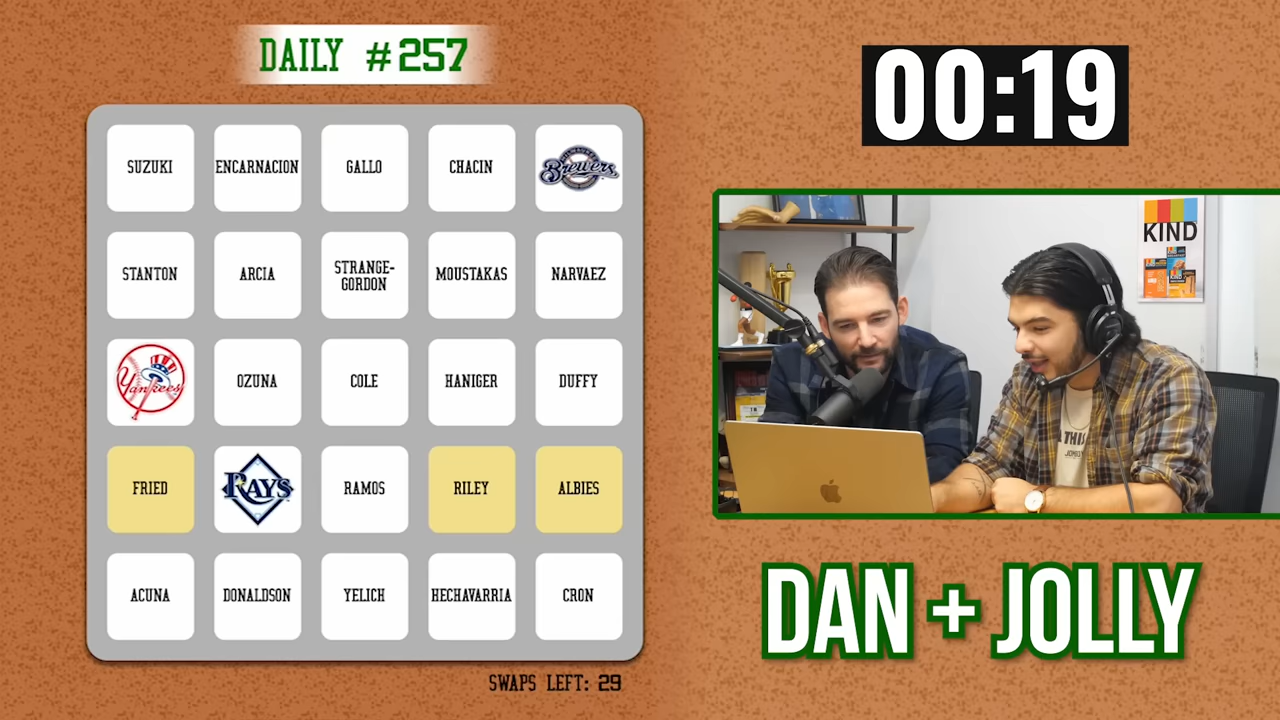 DAILY #257
00:19
SUZUKI
ENCARNACION
GALLO
CHACIN
Brewers
STANTON
ARCIA
STRANGE-
GORDON
MOUSTAKAS
NARVAEZ
Yankees
OZUNA
COLE
HANIGER
DUFFY
FRIED
RAYS
RAMOS
RILEY
ALBIES
ACUNA
DONALDSON
YELICH
HECHAVARRIA
CRON
SWAPS LEFT: 29
KIND
DAN + JOLLY